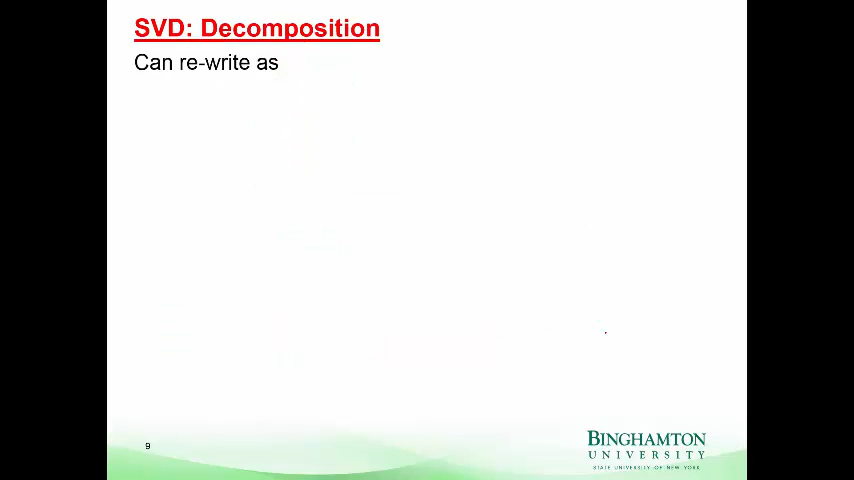 SVD: Decomposition
Can re-write as
9
BINGHAMTON
UNIVERSITY
STATE UNIVERSITY OF NEW YORK